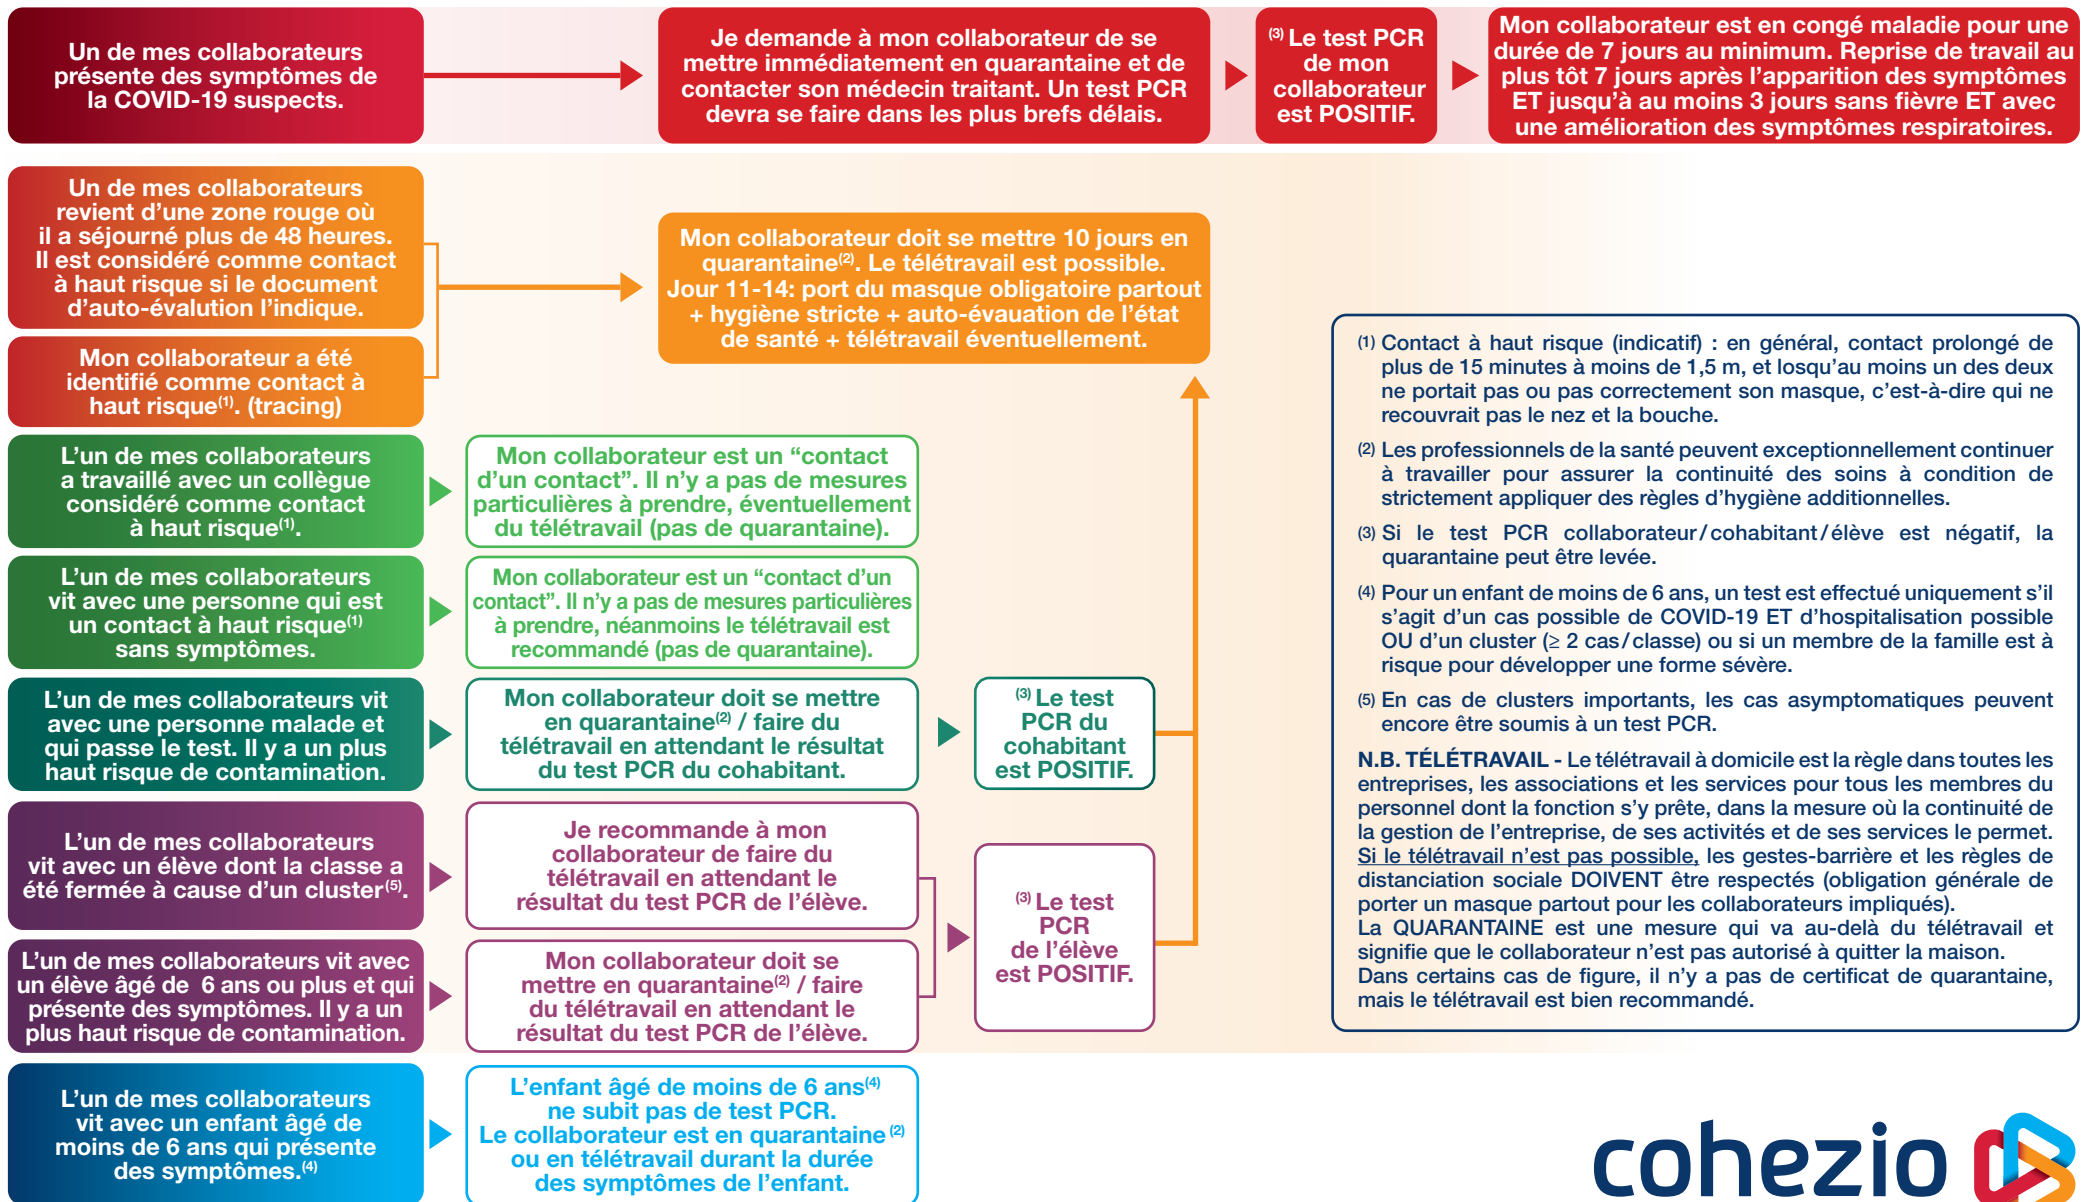 Un de mes collaborateurs
présente des symptômes de
la COVID-19 suspects.
Je demande à mon collaborateur de se
mettre immédiatement en quarantaine et de
contacter son médecin traitant. Un test PCR
devra se faire dans les plus brefs délais.
(3) Le test PCR
de mon
collaborateur
est POSITIF.
Mon collaborateur est en congé maladie pour une
durée de 7 jours au minimum. Reprise de travail au
plus tôt 7 jours après l’apparition des symptômes
ET jusqu’à au moins 3 jours sans fièvre ET avec
une amélioration des symptômes respiratoires.
Un de mes collaborateurs
revient d’une zone rouge où
il a séjourné plus de 48 heures.
Il est considéré comme contact
à haut risque si le document
d’auto-évalution l’indique.
Mon collaborateur a été
identifié comme contact à
haut risque(1). (tracing)
Mon collaborateur doit se mettre 10 jours en
quarantaine(2). Le télétravail est possible.
Jour 11-14: port du masque obligatoire partout
+ hygiène stricte + auto-évauation de l’état
de santé + télétravail éventuellement.
L’un de mes collaborateurs
a travaillé avec un collègue
considéré comme contact
à haut risque(1).
Mon collaborateur est un “contact
d’un contact”. Il n’y a pas de mesures
particulières à prendre, éventuellement
du télétravail (pas de quarantaine).
L’un de mes collaborateurs
vit avec une personne qui est
un contact à haut risque(1)
sans symptômes.
Mon collaborateur est un “contact d’un
contact”. Il n’y a pas de mesures particulières
à prendre, néanmoins le télétravail est
recommandé (pas de quarantaine).
L’un de mes collaborateurs vit
avec une personne malade et
qui passe le test. Il y a un plus
haut risque de contamination.
Mon collaborateur doit se mettre
en quarantaine(2) / faire du
télétravail en attendant le résultat
du test PCR du cohabitant.
(3) Le test
PCR du
cohabitant
est POSITIF.
L’un de mes collaborateurs
vit avec un élève dont la classe a
été fermée à cause d’un cluster(5).
Je recommande à mon
collaborateur de faire du
télétravail en attendant le
résultat du test PCR de l’élève.
L’un de mes collaborateurs vit avec
un élève âgé de 6 ans ou plus et qui
présente des symptômes. Il y a un
plus haut risque de contamination.
Mon collaborateur doit se
mettre en quarantaine(2) / faire
du télétravail en attendant le
résultat du test PCR de l’élève.
(3) Le test
PCR
de l’élève
est POSITIF.
L’un de mes collaborateurs
vit avec un enfant âgé de
moins de 6 ans qui présente
des symptômes.(4)
L’enfant âgé de moins de 6 ans(4)
ne subit pas de test PCR.
Le collaborateur est en quarantaine (2)
ou en télétravail durant la durée
des symptômes de l’enfant.
(1) Contact à haut risque (indicatif) : en général, contact prolongé de
plus de 15 minutes à moins de 1,5 m, et losqu’au moins un des deux
ne portait pas ou pas correctement son masque, c’est-à-dire qui ne
recouvrait pas le nez et la bouche.
(2) Les professionnels de la santé peuvent exceptionnellement continuer
à travailler pour assurer la continuité des soins à condition de
strictement appliquer des règles d’hygiène additionnelles.
(3) Si le test PCR collaborateur/cohabitant/élève est négatif, la
quarantaine peut être levée.
(4) Pour un enfant de moins de 6 ans, un test est effectué uniquement s’il
s’agit d’un cas possible de COVID-19 ET d’hospitalisation possible
OU d’un cluster (≥ 2 cas/classe) ou si un membre de la famille est à
risque pour développer une forme sévère.
(5) En cas de clusters importants, les cas asymptomatiques peuvent
encore être soumis à un test PCR.
N.B. TÉLÉTRAVAIL - Le télétravail à domicile est la règle dans toutes les
entreprises, les associations et les services pour tous les membres du
personnel dont la fonction s’y prête, dans la mesure où la continuité de
la gestion de l’entreprise, de ses activités et de ses services le permet.
Si le télétravail n’est pas possible, les gestes-barrière et les règles de
distanciation sociale DOIVENT être respectés (obligation générale de
porter un masque partout pour les collaborateurs impliqués).
La QUARANTAINE est une mesure qui va au-delà du télétravail et
signifie que le collaborateur n’est pas autorisé à quitter la maison.
Dans certains cas de figure, il n’y a pas de certificat de quarantaine,
mais le télétravail est bien recommandé.
cohezio